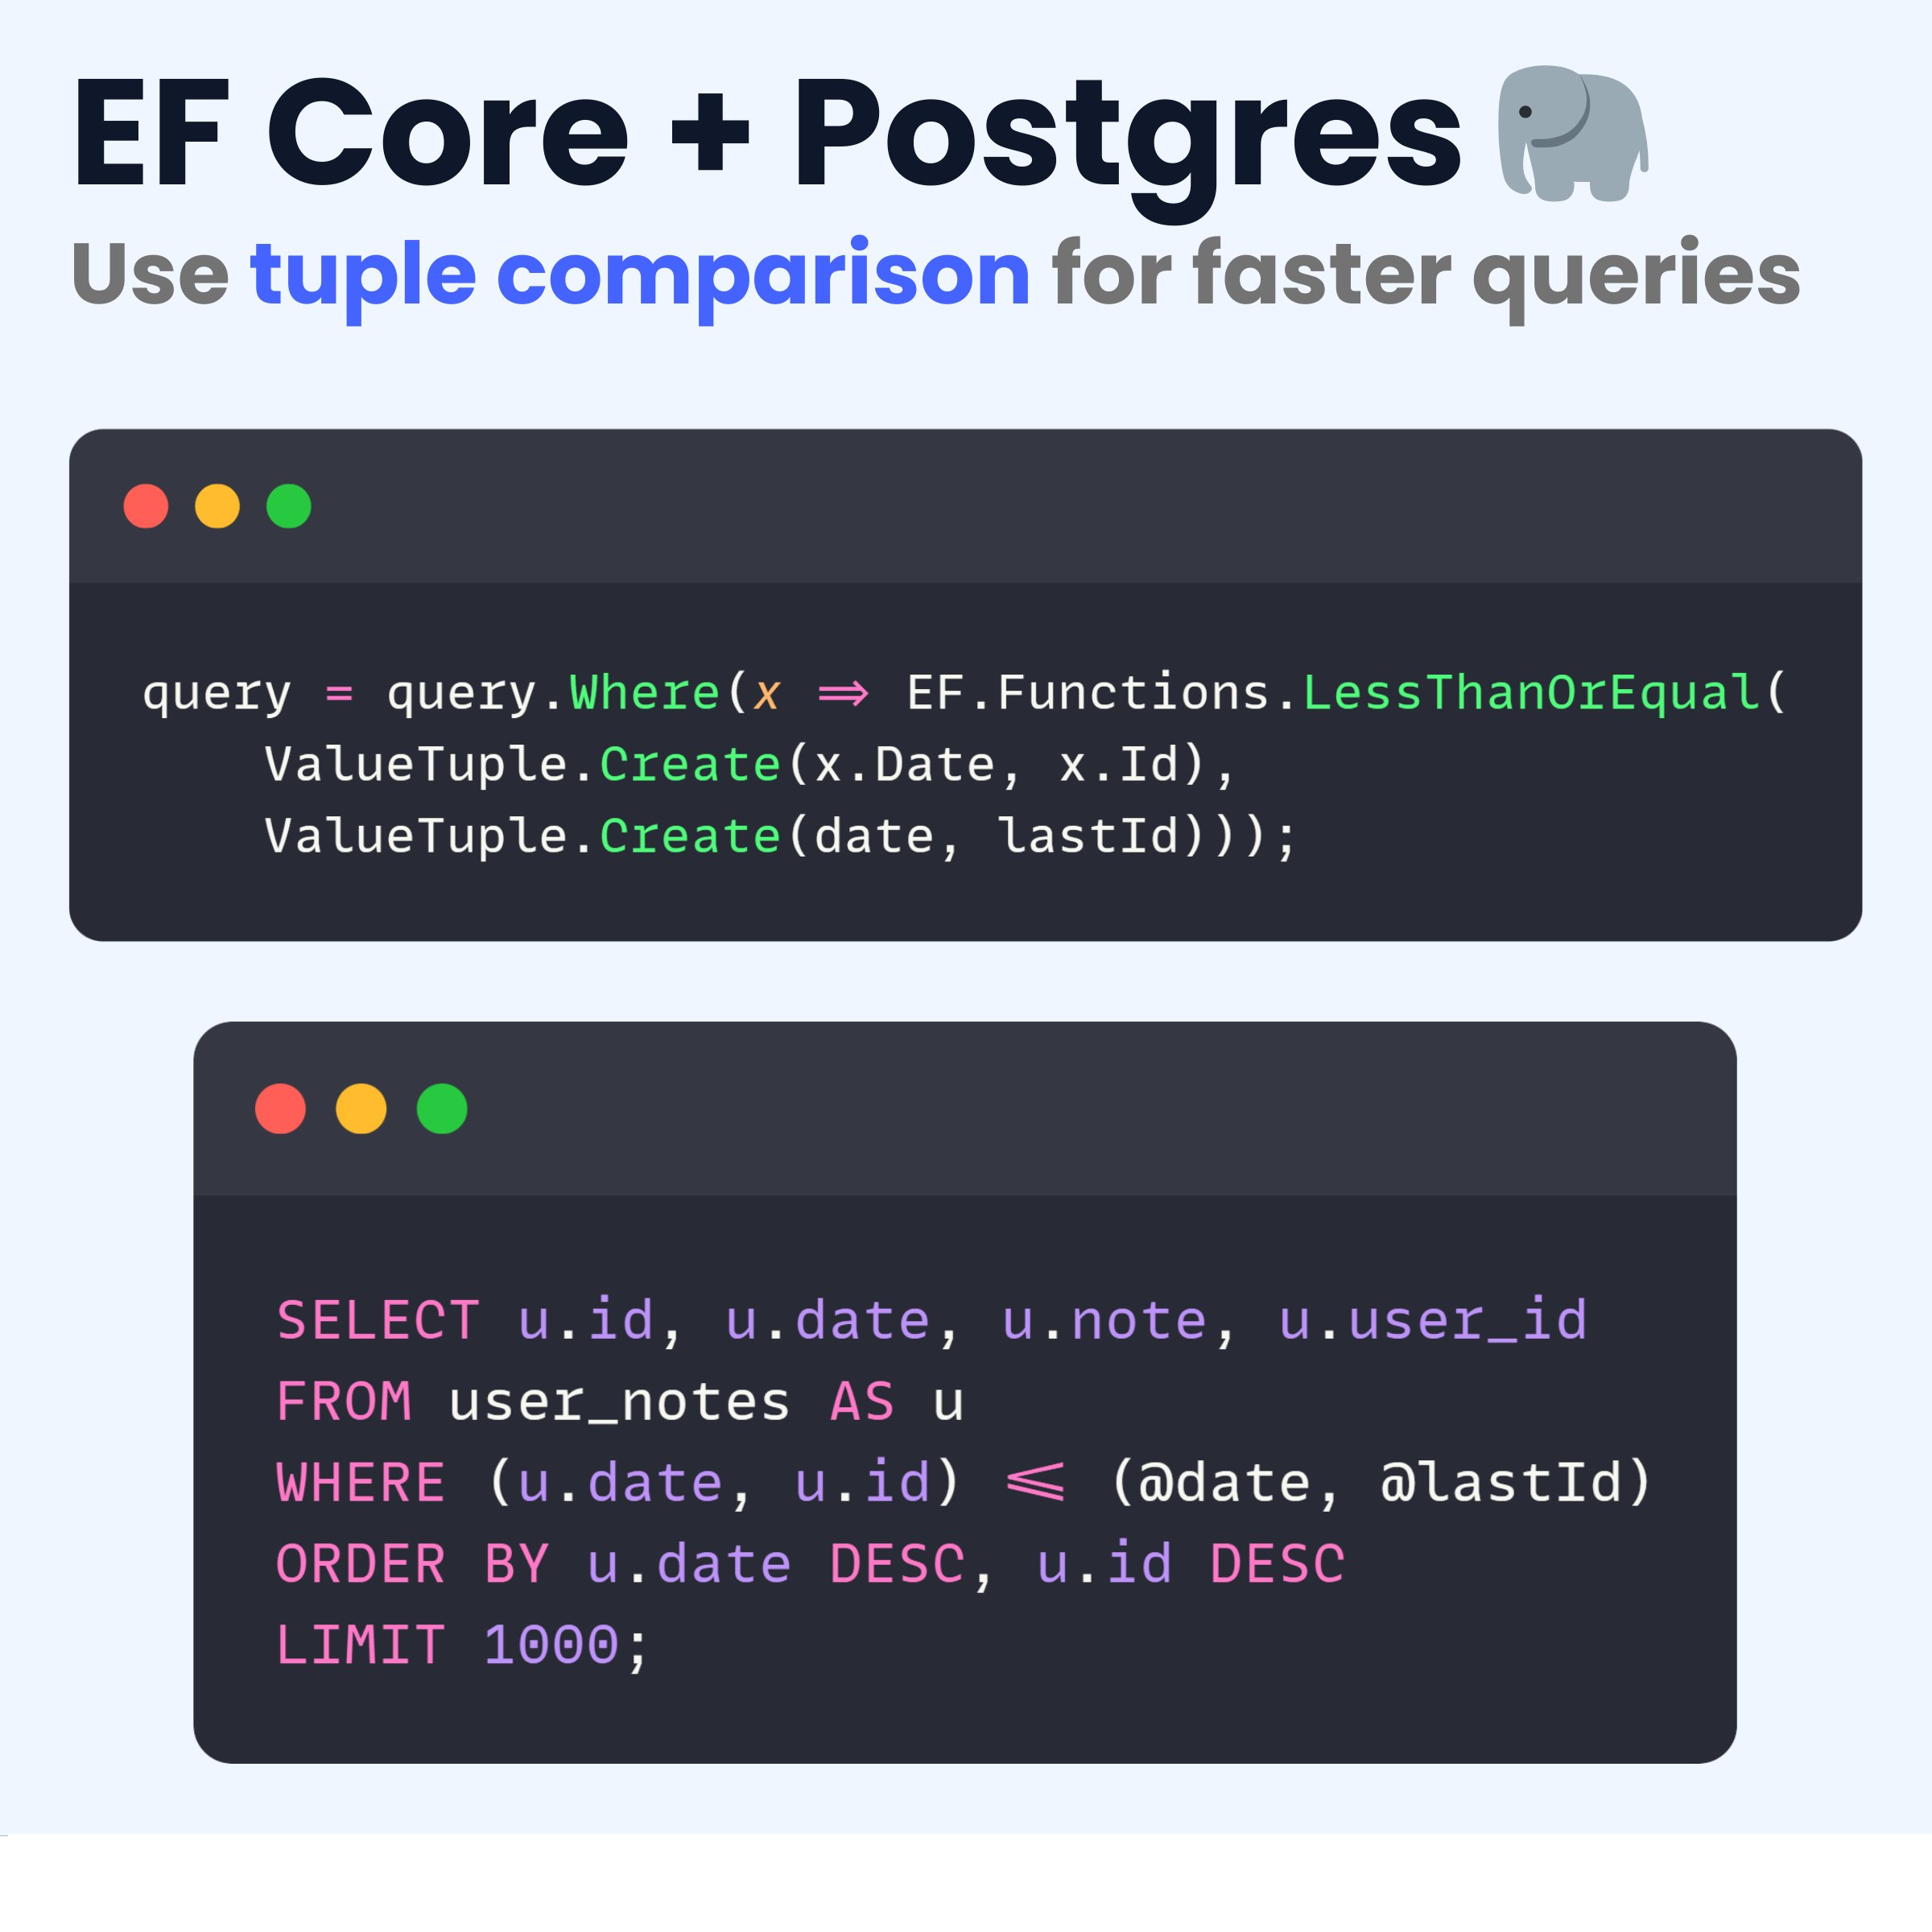 EF Core + Postgres
Use tuple comparison for faster queries
query = query.Where(x => EF.Functions.LessThanOrEqual(
    ValueTuple.Create(x.Date, x.Id),
    ValueTuple.Create(date, lastId)));
SELECT u.id, u.date, u.note, u.user_id
FROM user_notes AS u
WHERE (u.date, u.id) <= (@date, @lastId)
ORDER BY u.date DESC, u.id DESC
LIMIT 1000;